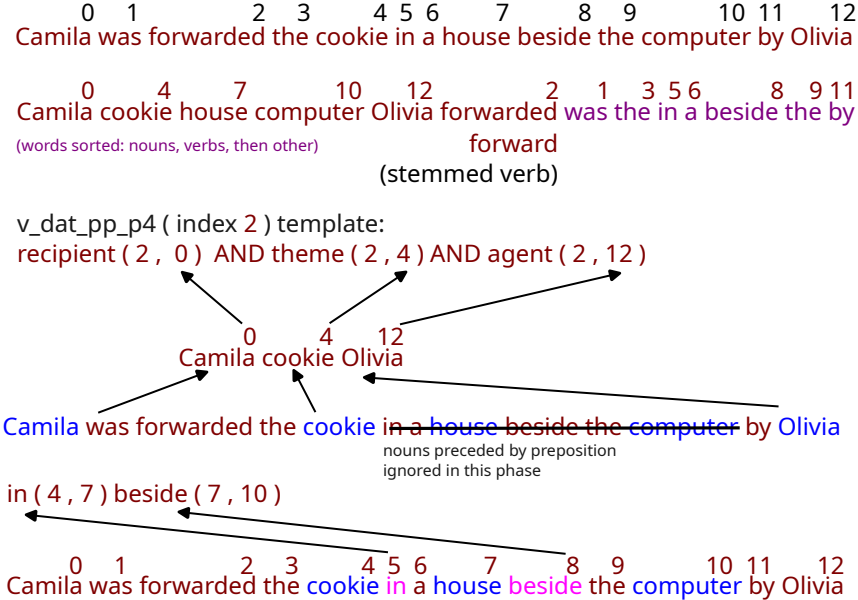 0 1 2 3 4 5 6 7 8 9 10 11 12
Camila was forwarded the cookie in a house beside the computer by Olivia
0 4 7 10 12 2 1 3 5 6 8 9 11
Camila cookie house computer Olivia forwarded was the in a beside the by
(words sorted: nouns, verbs, then other) forward
(stemmed verb)
v_dat_pp_p4 ( index 2 ) template:
recipient ( 2 , 0 ) AND theme ( 2 , 4 ) AND agent ( 2 , 12 )
0 4 12
Camila cookie Olivia
Camila was forwarded the cookie in a house beside the computer by Olivia
nouns preceded by preposition
ignored in this phase
in ( 4 , 7 ) beside ( 7 , 10 )
0 1 2 3 4 5 6 7 8 9 10 11 12
Camila was forwarded the cookie in a house beside the computer by Olivia